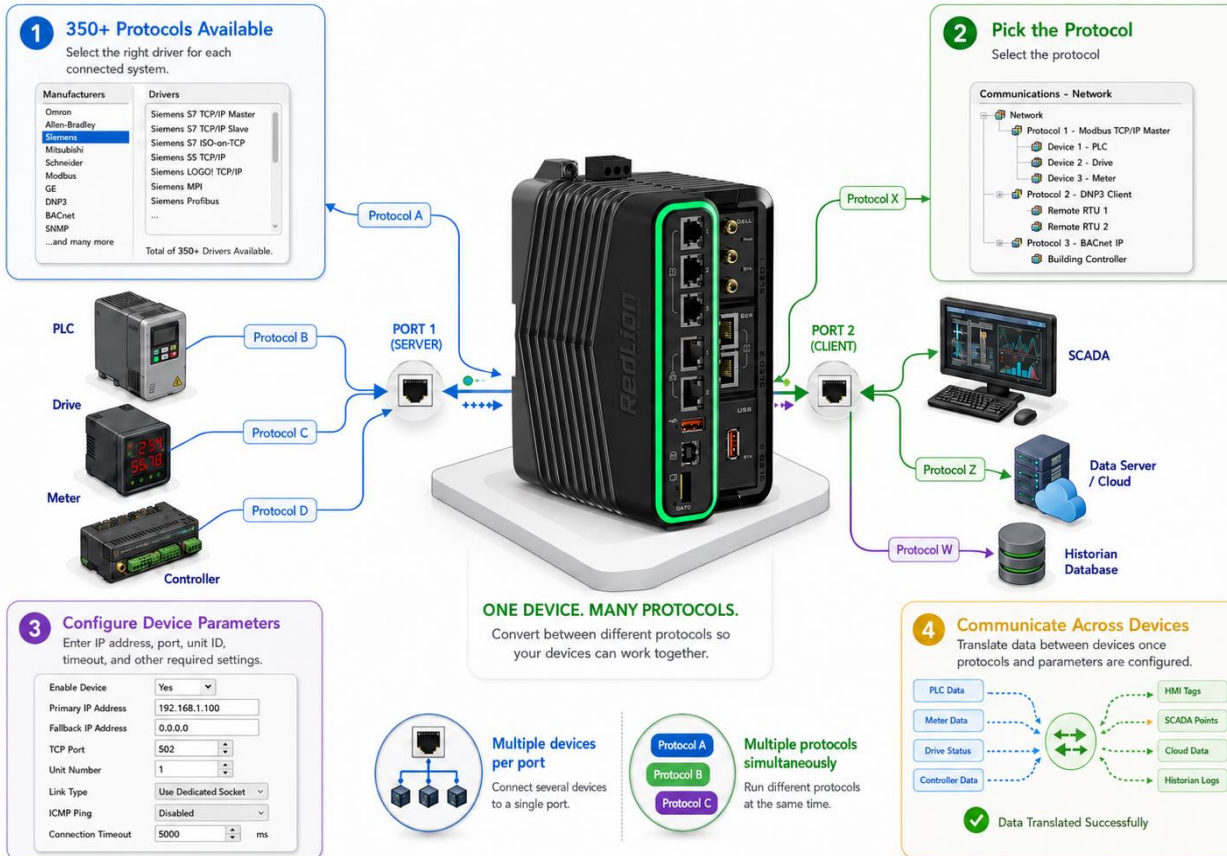 1
350+ Protocols Available
Select the right driver for each
connected system.
Manufacturers
Omron
Allen-Bradley
Siemens
Mitsubishi
Schneider
Modbus
GE
DNP3
BACnet
SNMP
...and many more
Drivers
Siemens S7 TCP/IP Master
Siemens S7 TCP/IP Slave
Siemens S7 ISO-on-TCP
Siemens S5 TCP/IP
Siemens LOGO! TCP/IP
Siemens MPI
Siemens Profibus
...
Total of 350+ Drivers Available.
2
Pick the Protocol
Select the protocol
Communications - Network
Network
Protocol 1 - Modbus TCP/IP Master
Device 1 - PLC
Device 2 - Drive
Device 3 - Meter
Protocol 2 - DNP3 Client
Remote RTU 1
Remote RTU 2
Protocol 3 - BACnet IP
Building Controller
Protocol A
Protocol X
PLC
Protocol B
Drive
Protocol C
Meter
Protocol D
Controller
PORT 1
(SERVER)
RedLion
1
2
3
1
2
CELL
SLED 1
SLED 2
USB
SLED 3
PORT 2
(CLIENT)
SCADA
Protocol Z
Data Server
/ Cloud
Protocol W
Historian
Database
ONE DEVICE. MANY PROTOCOLS.
Convert between different protocols so
your devices can work together.
3
Configure Device Parameters
Enter IP address, port, unit ID,
timeout, and other required settings.
Enable Device Yes
Primary IP Address 192.168.1.100
Fallback IP Address 0.0.0.0
TCP Port 502
Unit Number 1
Link Type Use Dedicated Socket
ICMP Ping Disabled
Connection Timeout 5000 ms
Multiple devices
per port
Connect several devices
to a single port.
Protocol A
Protocol B
Protocol C
Multiple protocols
simultaneously
Run different protocols
at the same time.
4
Communicate Across Devices
Translate data between devices once
protocols and parameters are configured.
PLC Data
Meter Data
Drive Status
Controller Data
HMI Tags
SCADA Points
Cloud Data
Historian Logs
Data Translated Successfully